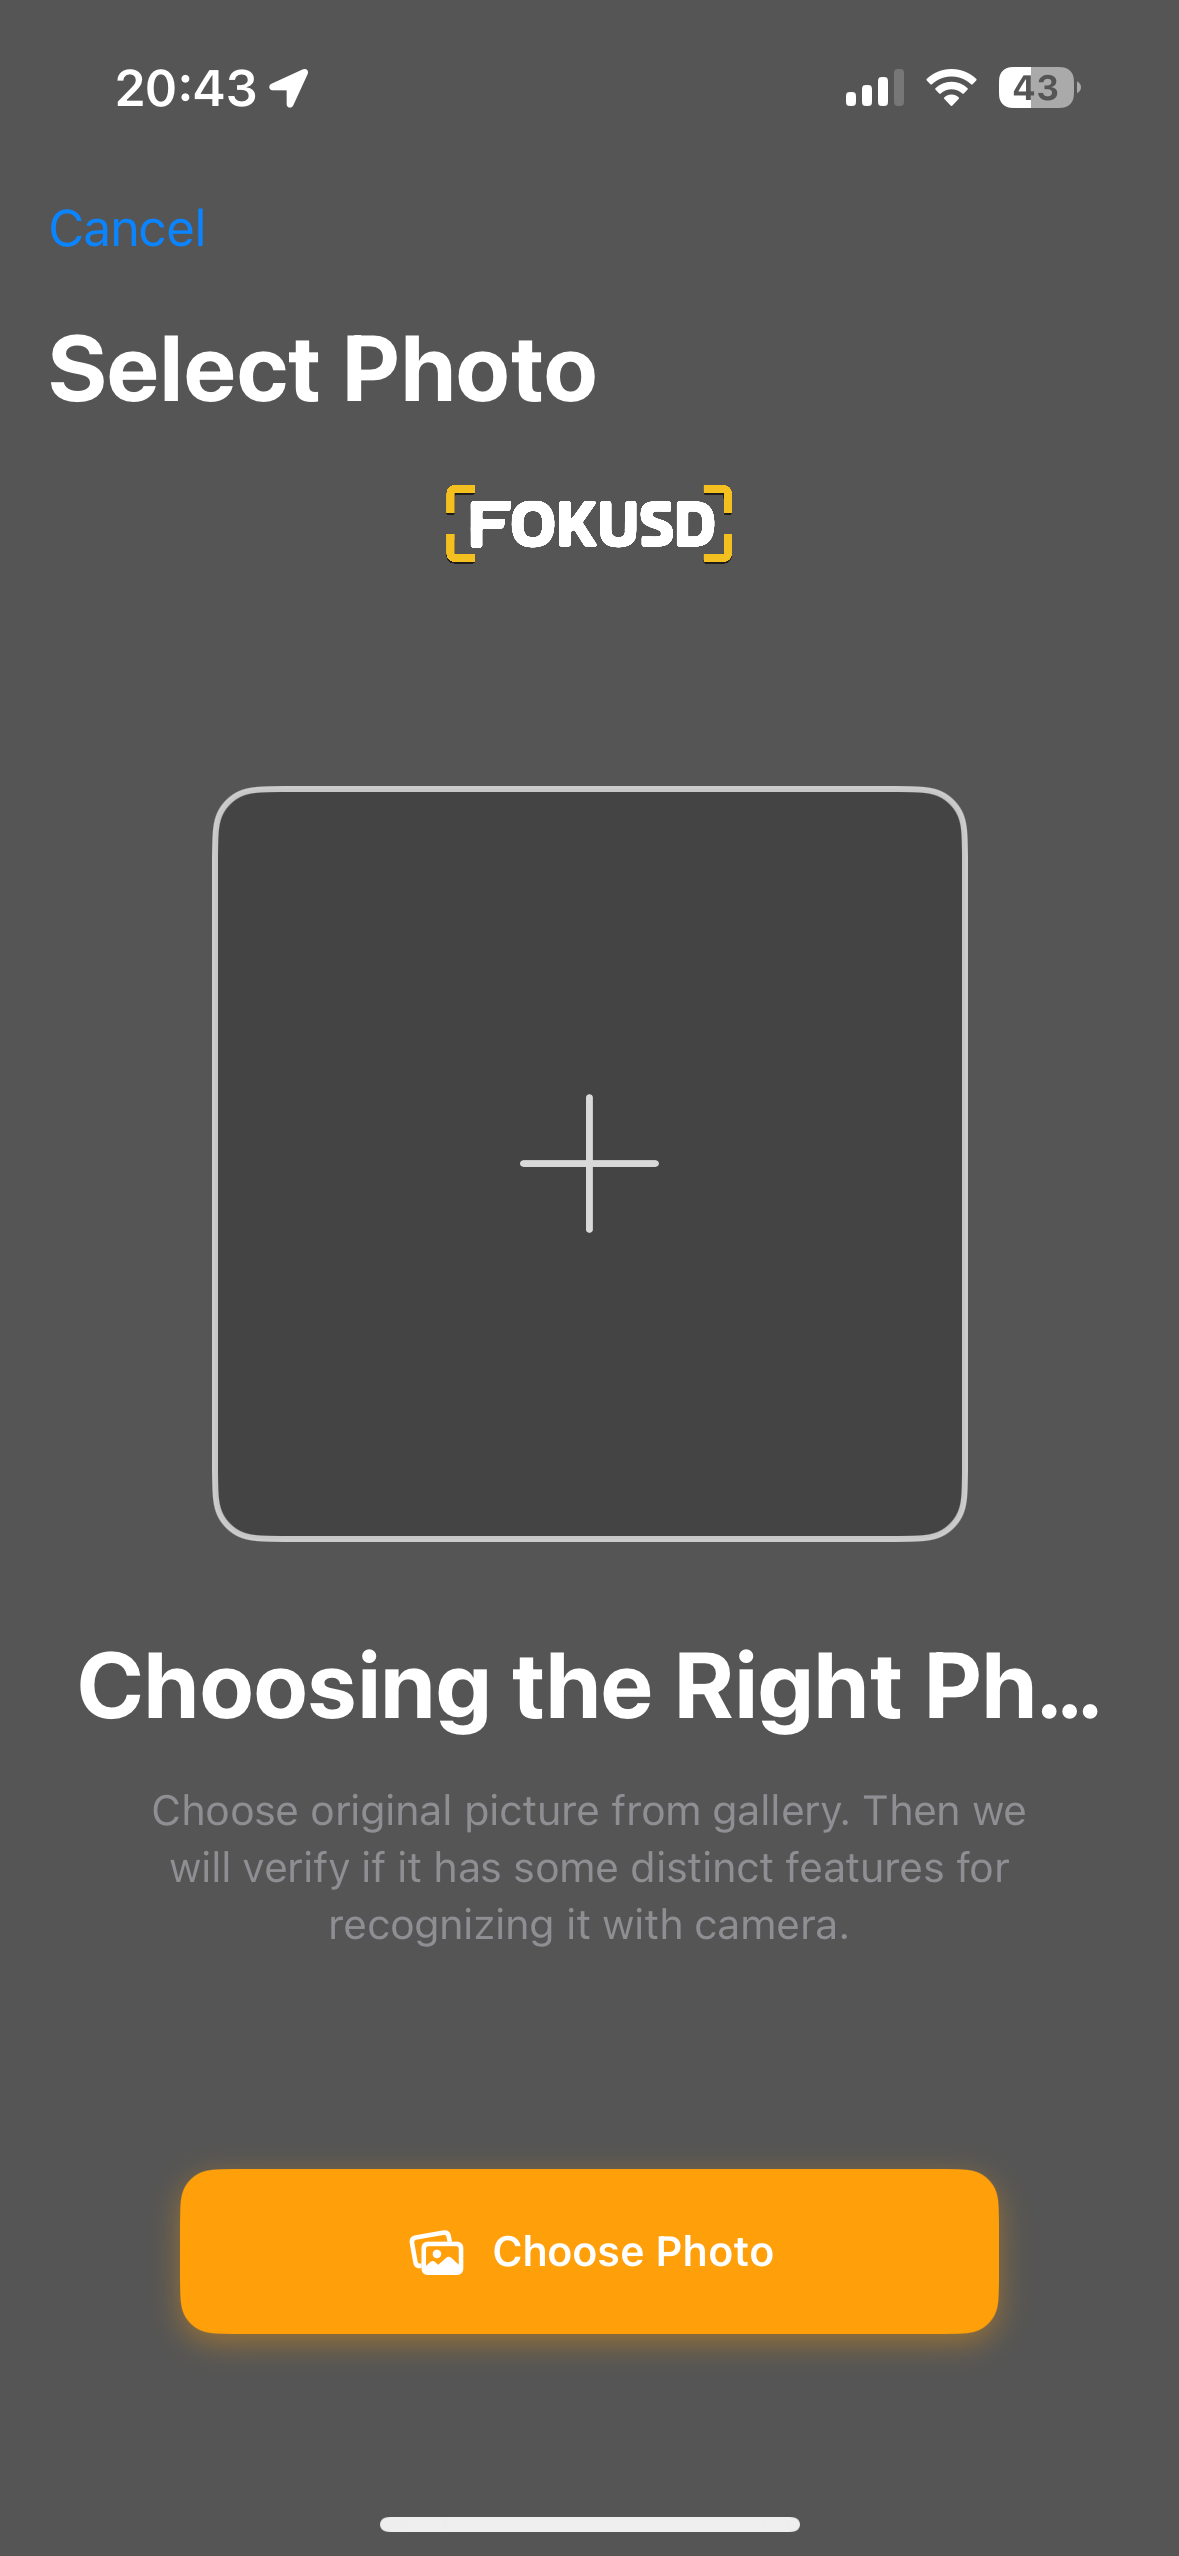 20:43
43
Cancel
Select Photo
FOKUSD
Choosing the Right Ph...
Choose original picture from gallery. Then we
will verify if it has some distinct features for
recognizing it with camera.
Choose Photo